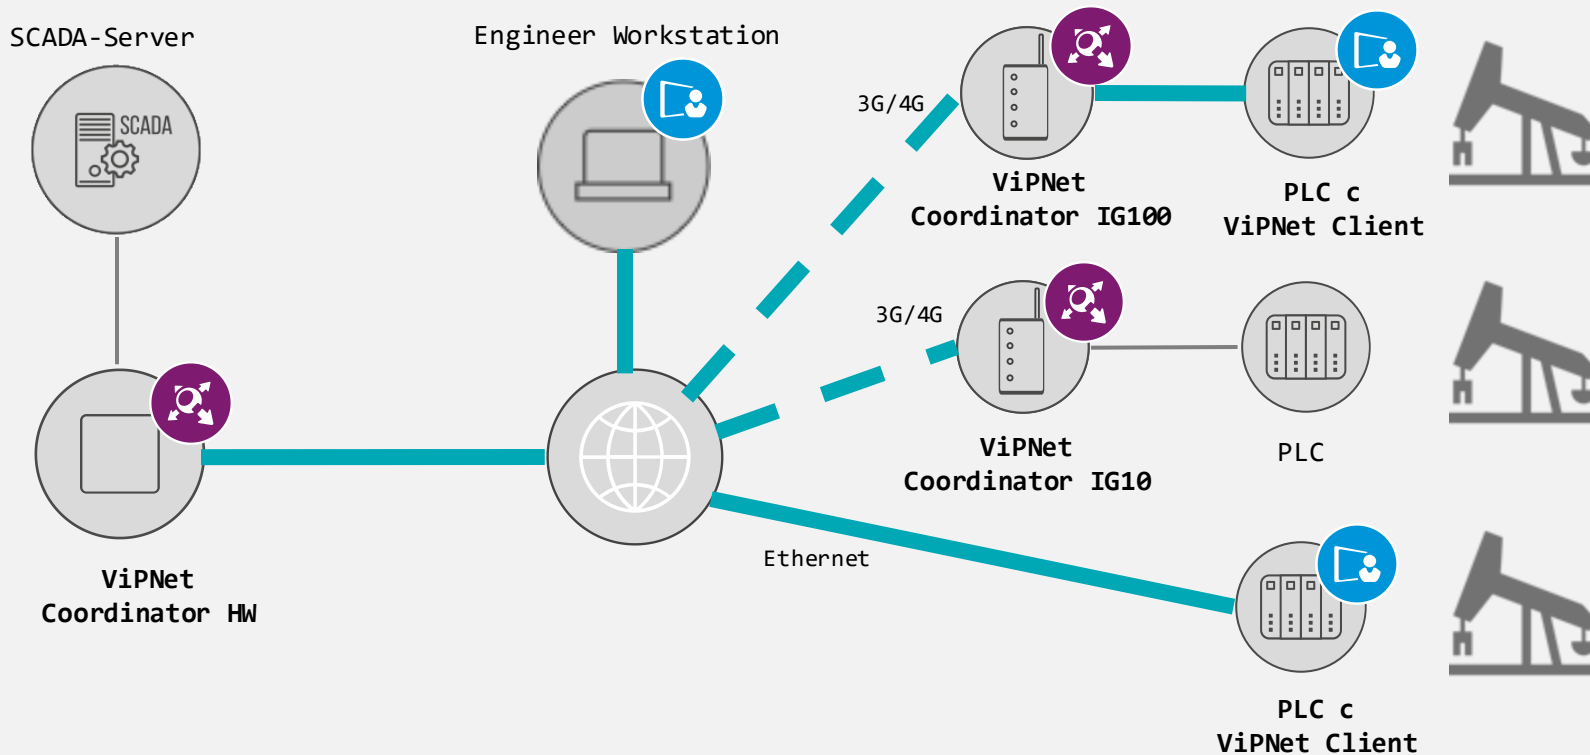 SCADA-Server
SCADA
Engineer Workstation
3G/4G
ViPNet
Coordinator IG100
PLC с
ViPNet Client
3G/4G
ViPNet
Coordinator IG10
PLC
Ethernet
ViPNet
Coordinator HW
PLC с
ViPNet Client